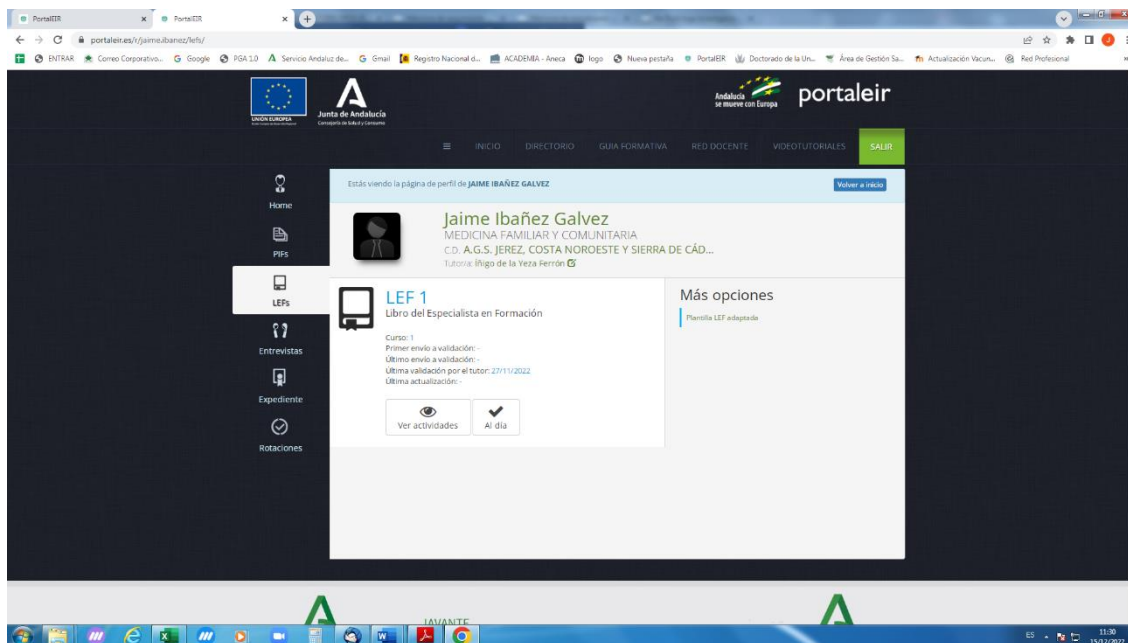 PortalEIR
PortalEIR
portaleir.es/r/jaime.ibanez/lefs/
ENTRAR Correo Corporativo... Google PGA 1.0 Servicio Andaluz de... Gmail Registro Nacional d... ACADEMIA - Aneca logo Nueva pestaña PortalEIR Doctorado de la Un... Área de Gestión Sa... Actualización Vacun... Red Profesional
UNIÓN EUROPEA
Junta de Andalucía
Consejería de Salud y Consumo
Andalucía
se mueve con Europa
portaleir
INICIO DIRECTORIO GUIA FORMATIVA RED DOCENTE VIDEOTUTORIALES SALIR
Home
PIFs
LEFs
Entrevistas
Expediente
Rotaciones
Estás viendo la página de perfil de JAIME IBAÑEZ GALVEZ
Volver a inicio
Jaime Ibañez Galvez
MEDICINA FAMILIAR Y COMUNITARIA
C.D. A.G.S. JEREZ, COSTA NOROESTE Y SIERRA DE CÁD...
Tutor/a: Íñigo de la Yeza Ferrón
LEF 1
Libro del Especialista en Formación
Curso: 1
Primer envío a validación: -
Último envío a validación: -
Última validación por el tutor: 27/11/2022
Última actualización: -
Ver actividades
Al día
Más opciones
Plantilla LEF adaptada
IAVANTE
ES
11:30
15/12/2022